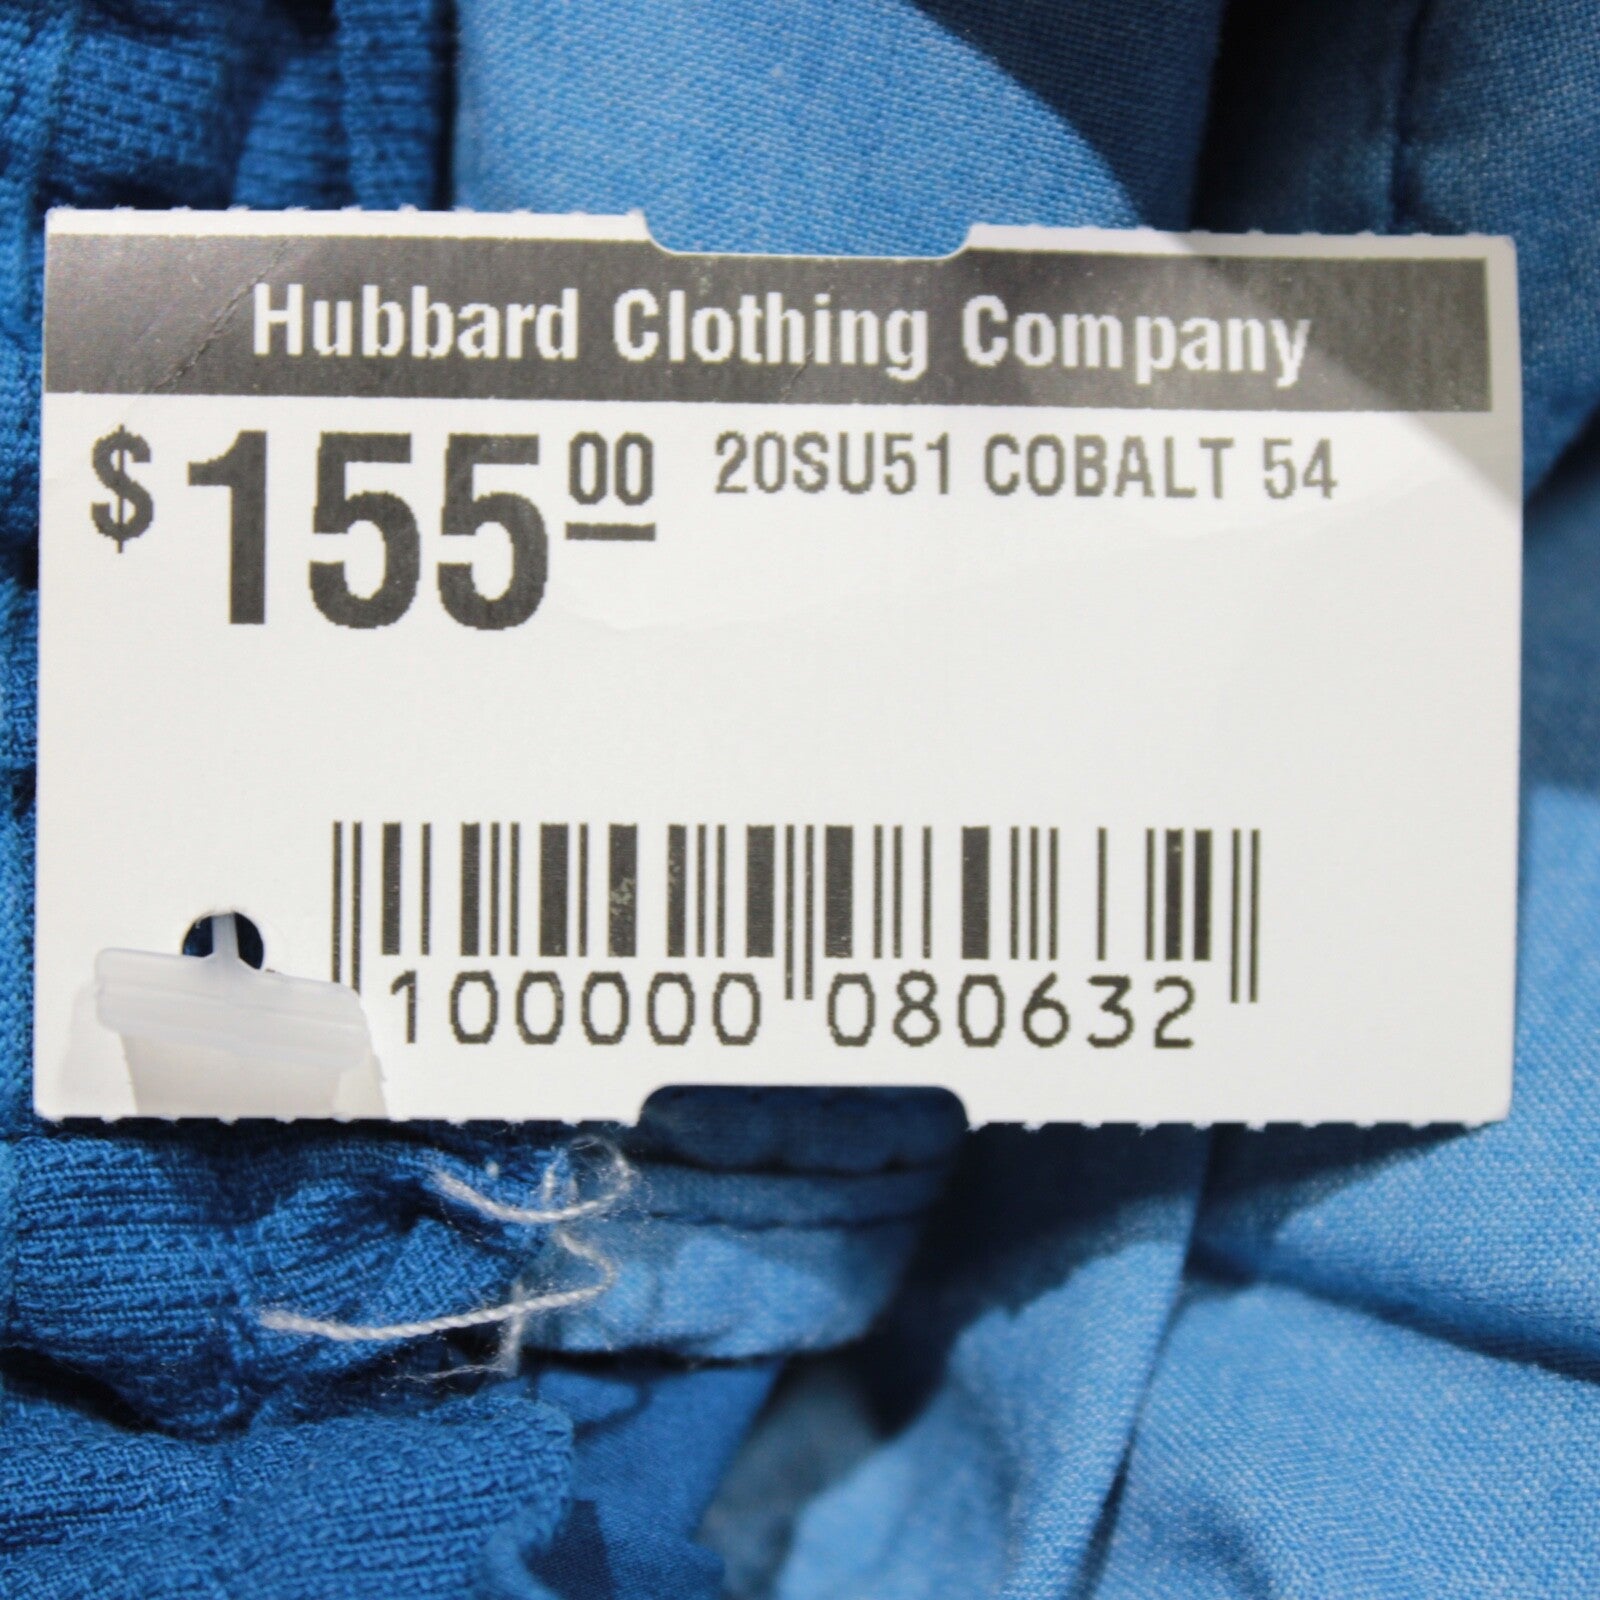 Hubbard Clothing Company
$155.00 20SU51 COBALT 54
100000 080632